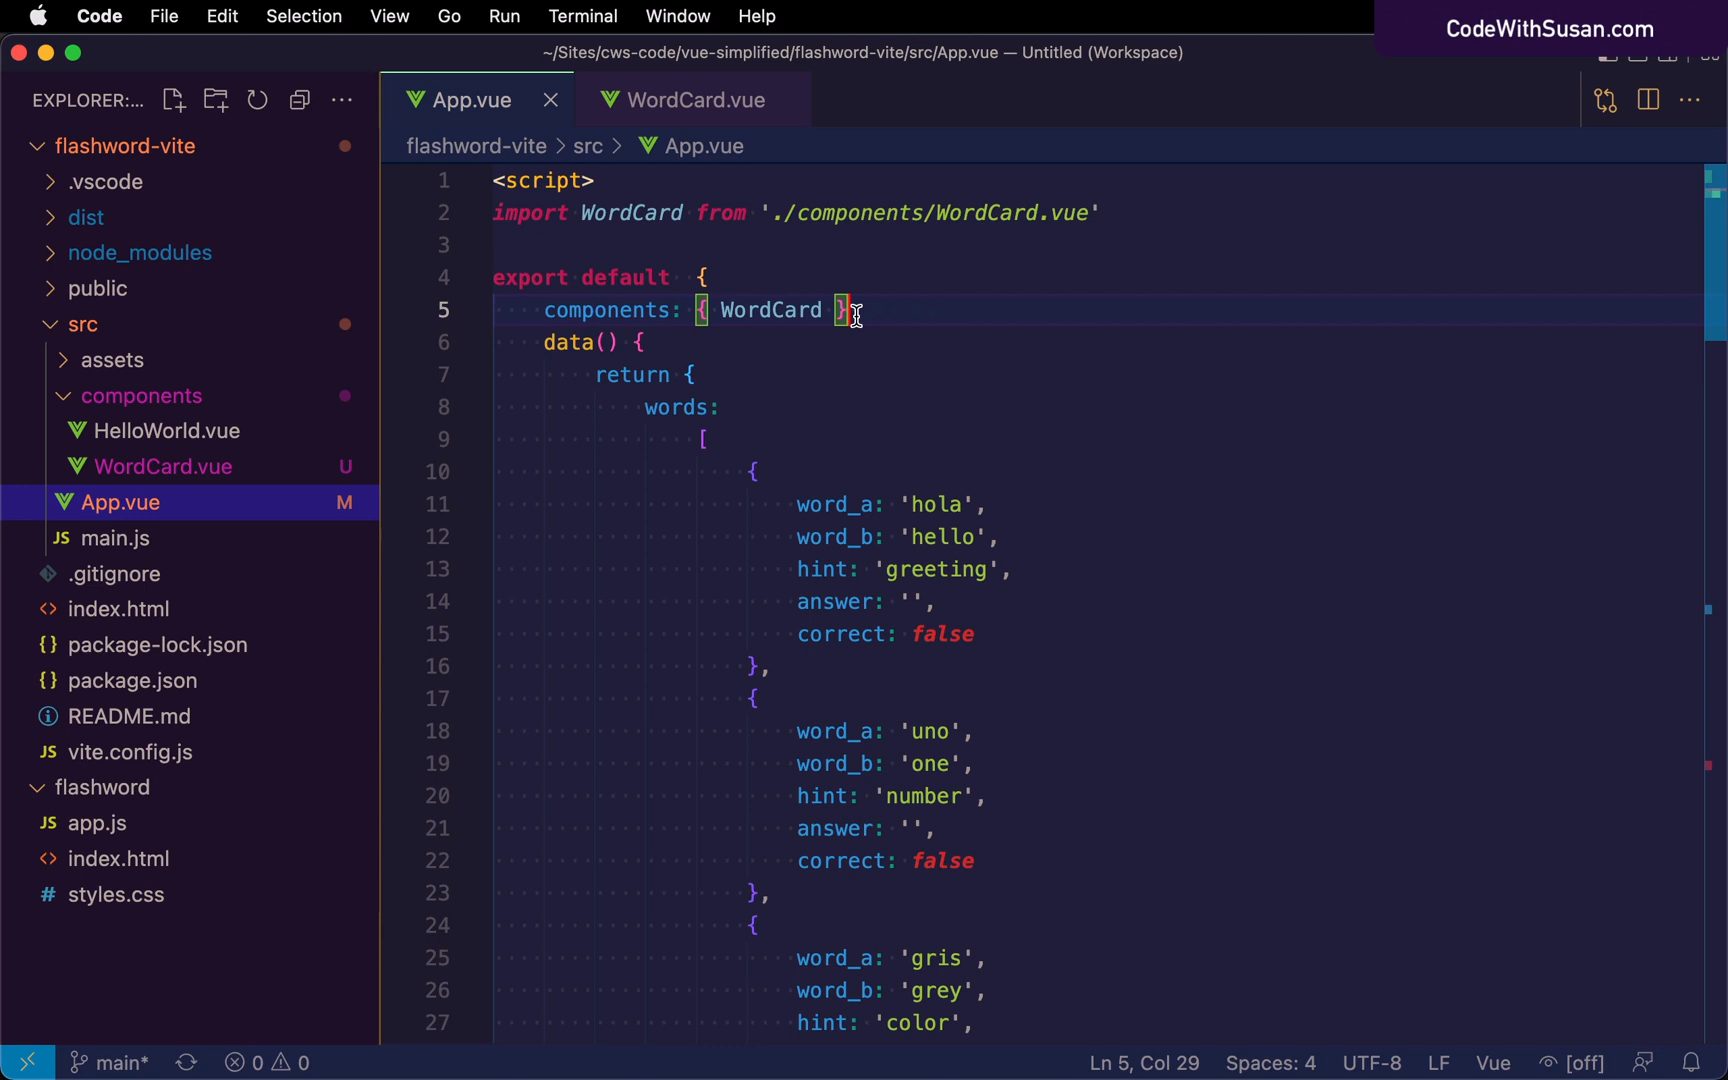 Code File Edit Selection View Go Run Terminal Window Help
CodeWithSusan.com
~/Sites/cws-code/vue-simplified/flashword-vite/src/App.vue — Untitled (Workspace)
EXPLORER:...
App.vue
WordCard.vue
flashword-vite > src > App.vue
flashword-vite
.vscode
dist
node_modules
public
src
assets
components
HelloWorld.vue
WordCard.vue U
App.vue M
JS main.js
.gitignore
<> index.html
{} package-lock.json
{} package.json
README.md
JS vite.config.js
flashword
JS app.js
<> index.html
# styles.css
1 <script>
2 import WordCard from './components/WordCard.vue'
3
4 export default {
5 components: { WordCard }
6 data() {
7 return {
8 words:
9 [
10 {
11 word_a: 'hola',
12 word_b: 'hello',
13 hint: 'greeting',
14 answer: '',
15 correct: false
16 },
17 {
18 word_a: 'uno',
19 word_b: 'one',
20 hint: 'number',
21 answer: '',
22 correct: false
23 },
24 {
25 word_a: 'gris',
26 word_b: 'grey',
27 hint: 'color',
main* 0 0 Ln 5, Col 29 Spaces: 4 UTF-8 LF Vue [off]